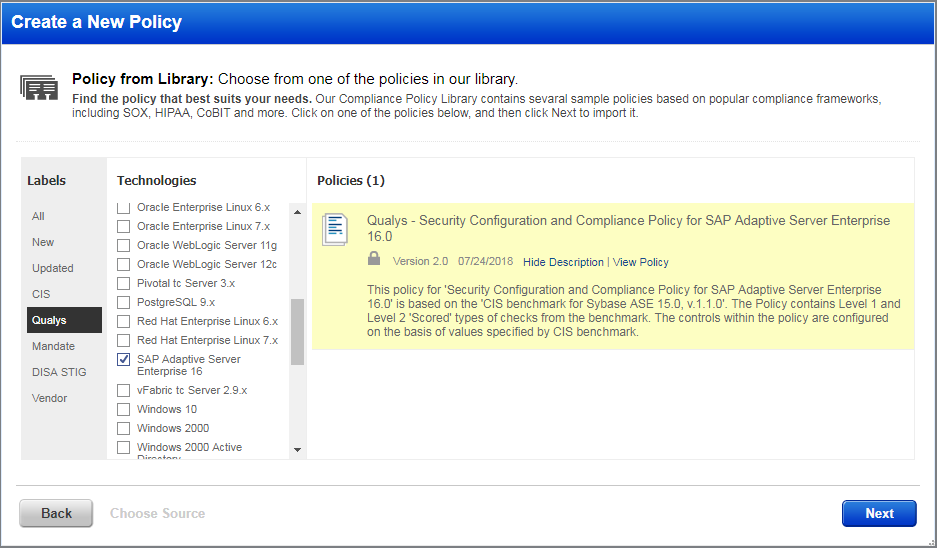 Create a New Policy
Policy from Library: Choose from one of the policies in our library.
Find the policy that best suits your needs. Our Compliance Policy Library contains sevaral sample policies based on popular compliance frameworks,
including SOX, HIPAA, CoBIT and more. Click on one of the policies below, and then click Next to import it.
Labels
All
New
Updated
CIS
Qualys
Mandate
DISA STIG
Vendor
Technologies
Oracle Enterprise Linux 6.x
Oracle Enterprise Linux 7.x
Oracle WebLogic Server 11g
Oracle WebLogic Server 12c
Pivotal tc Server 3.x
PostgreSQL 9.x
Red Hat Enterprise Linux 6.x
Red Hat Enterprise Linux 7.x
SAP Adaptive Server
Enterprise 16
vFabric tc Server 2.9.x
Windows 10
Windows 2000
Windows 2000 Active
Directory
Policies (1)
Qualys - Security Configuration and Compliance Policy for SAP Adaptive Server Enterprise
16.0
Version 2.0 07/24/2018 Hide Description | View Policy
This policy for 'Security Configuration and Compliance Policy for SAP Adaptive Server Enterprise
16.0' is based on the 'CIS benchmark for Sybase ASE 15.0, v.1.1.0'. The Policy contains Level 1 and
Level 2 'Scored' types of checks from the benchmark. The controls within the policy are configured
on the basis of values specified by CIS benchmark.
Back
Choose Source
Next